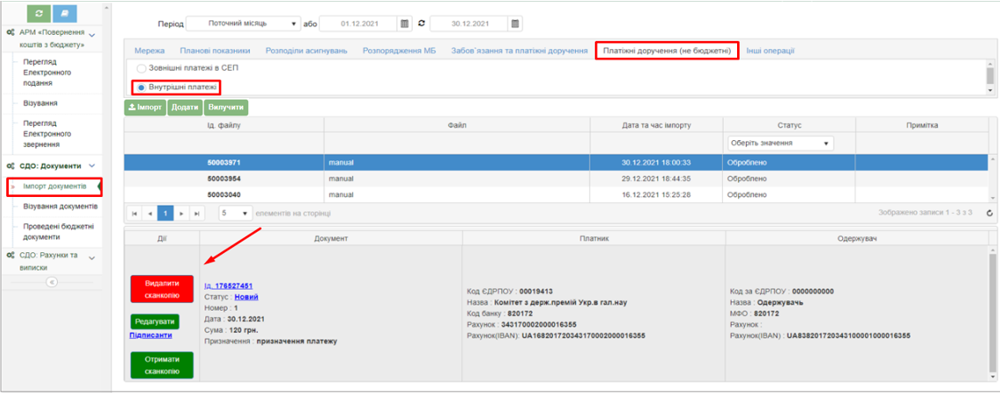 АРМ «Повернення
коштів з бюджету»
Перегляд
Електронного
подання
Візування
Перегляд
Електронного
звернення
СДО: Документи
Імпорт документів
Візування документів
Проведені бюджетні
документи
СДО: Рахунки та
виписки
Період Поточний місяць або 01.12.2021 30.12.2021
Мережа Планові показники Розподіли асигнувань Розпорядження МБ Забов`язання та платіжні доручення Платіжні доручення (не бюджетні) Інші операції
Зовнішні платежі в СЕП
Внутрішні платежі
Імпорт Додати Вилучити
Ід. файлу Файл Дата та час імпорту Статус Примітка
Оберіть значення
50003971 manual 30.12.2021 18:00:33 Оброблено
50003954 manual 29.12.2021 18:44:35 Оброблено
50003040 manual 16.12.2021 15:25:28 Оброблено
1 5 елементів на сторінці Зображено записи 1 - 3 з 3
Дії Документ Платник Одержувач
Видалити
сканкопію
Редагувати
Підписанти
Отримати
сканкопію
Ід. 176527451
Статус : Новий
Номер : 1
Дата : 30.12.2021
Сума : 120 грн.
Призначення : призначення платежу
Код ЄДРПОУ : 00019413
Назва : Комітет з держ.премій Укр.в гал.нау
Код банку : 820172
Рахунок : 343170002000016355
Рахунок(IBAN): UA168201720343170002000016355
Код за ЄДРПОУ : 0000000000
Назва : Одержувачь
МФО : 820172
Рахунок :
Рахунок(IBAN) : UA838201720343100001000016355